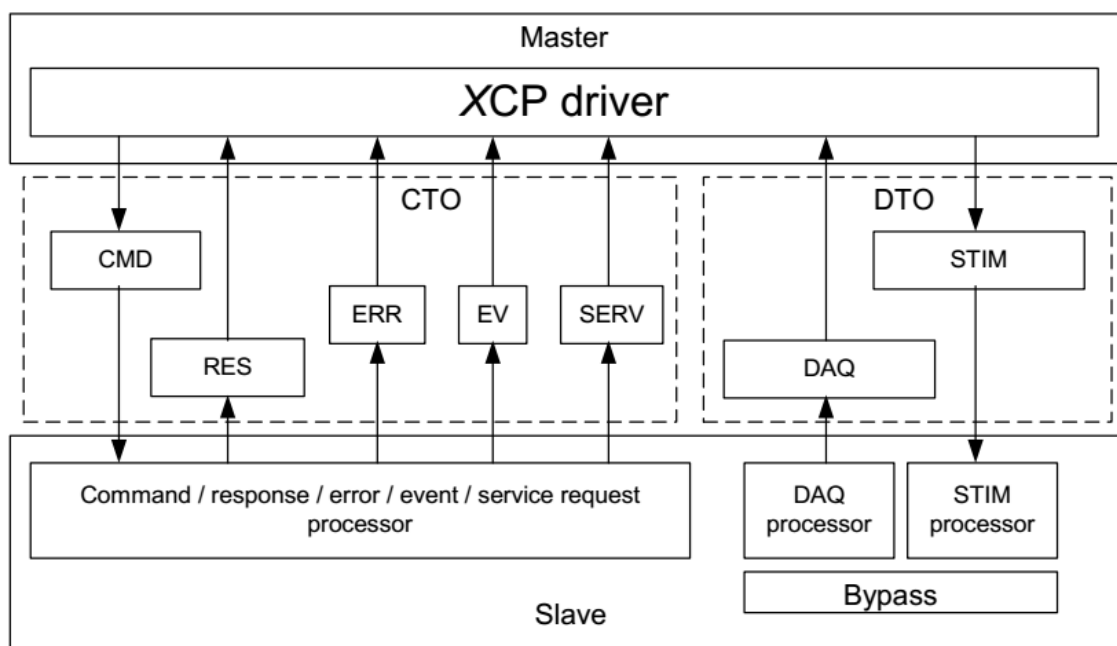 Master
XCP driver
CTO
DTO
CMD
STIM
ERR
EV
SERV
RES
DAQ
Command / response / error / event / service request
processor
DAQ
processor
STIM
processor
Bypass
Slave